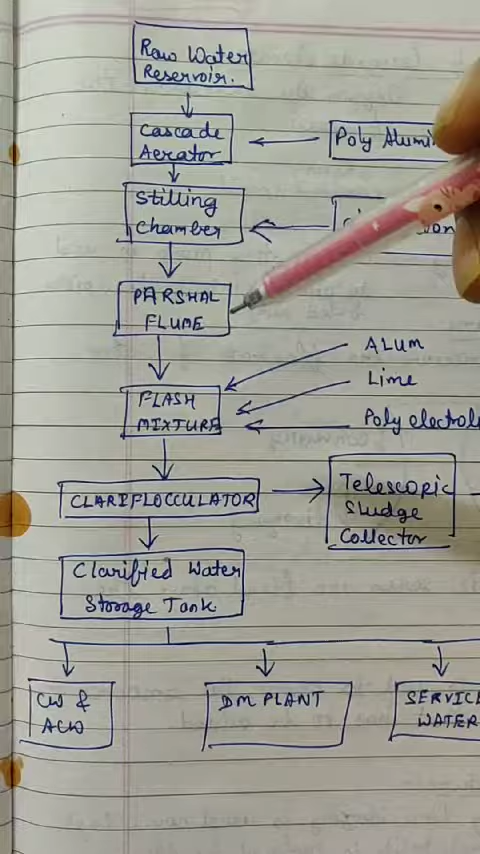 Raw Water
Reservoir.
Cascade
Aerator
Poly Alumi
Stilling
Chamber
PARSHAL
FLUME
ALUM
Lime
FLASH
MIXTURE
Poly electrol
CLARIFLOCCULATOR
Telescopic
Sludge
Collector
Clarified Water
Storage Tank
CW &
ACW
DM PLANT
SERVICE
WATER